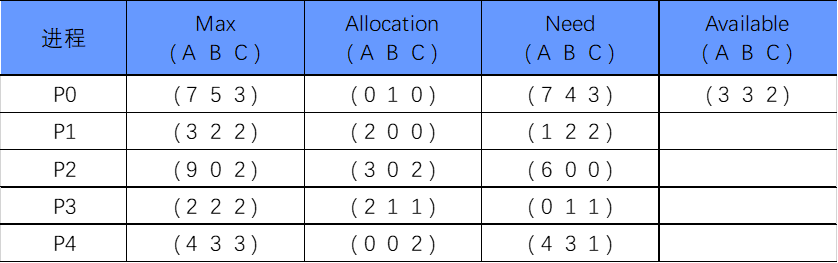 进程 Max (A B C) Allocation (A B C) Need (A B C) Available (A B C)
P0 (7 5 3) (0 1 0) (7 4 3) (3 3 2)
P1 (3 2 2) (2 0 0) (1 2 2)
P2 (9 0 2) (3 0 2) (6 0 0)
P3 (2 2 2) (2 1 1) (0 1 1)
P4 (4 3 3) (0 0 2) (4 3 1)